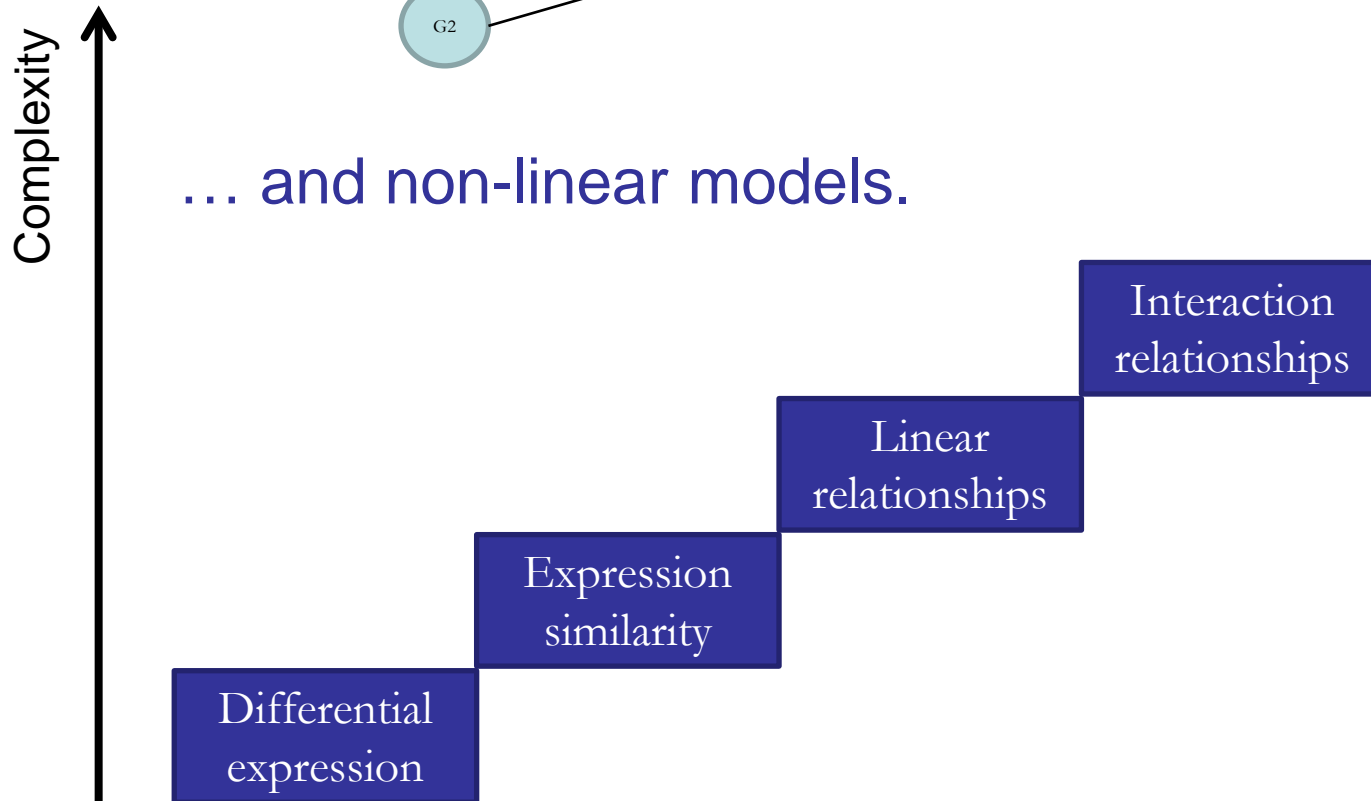 G2
Complexity
… and non-linear models.
Interaction
relationships
Linear
relationships
Expression
similarity
Differential
expression